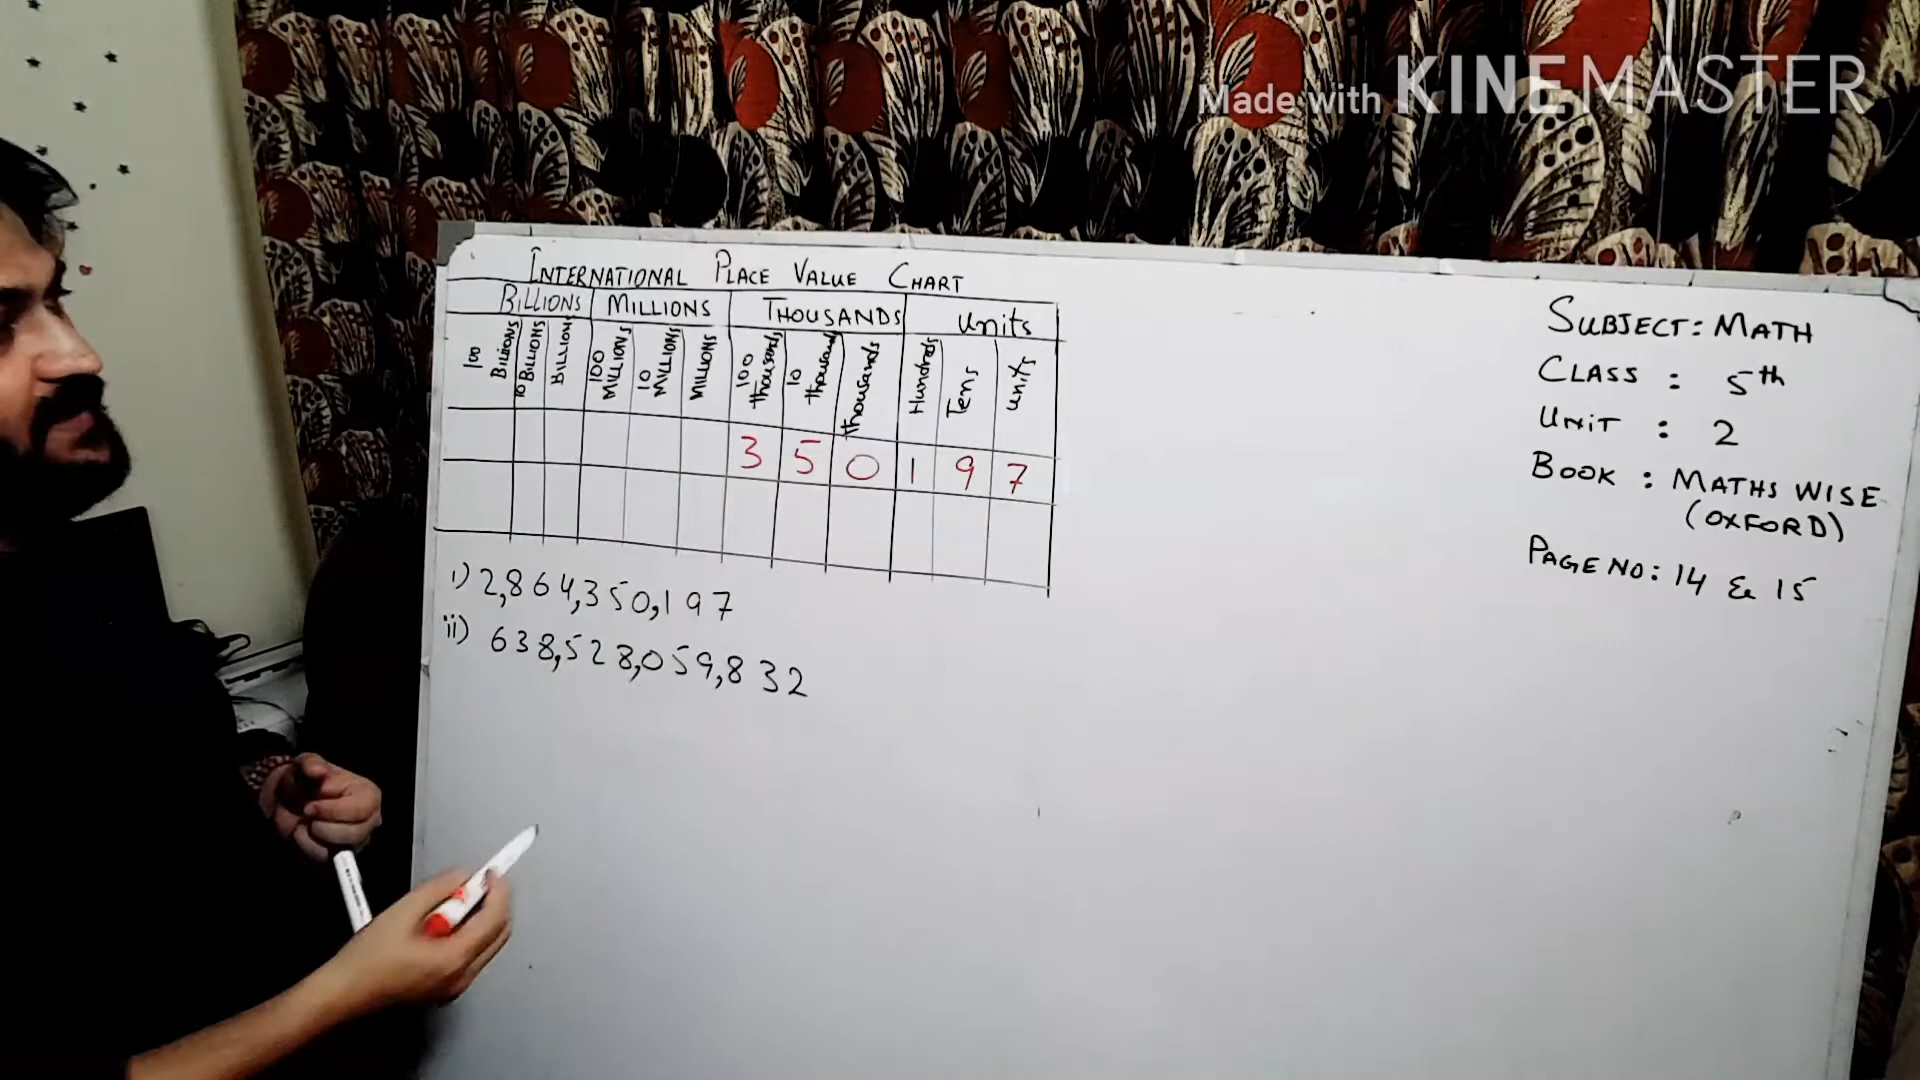 Made with KINEMASTER
INTERNATIONAL PLACE VALUE CHART
BILLIONS MILLIONS THOUSANDS Units
100 BILLIONS 10 BILLIONS BILLIONS 100 MILLIONS 10 MILLIONS MILLIONS 100 thousands 10 thousand thousands Hundreds Tens units
3 5 0 1 9 7
i) 2,864,350,197
ii) 638,528,059,832
SUBJECT: MATH
CLASS : 5th
UNIT : 2
BOOK : MATHS WISE
(OXFORD)
PAGE NO: 14 & 15